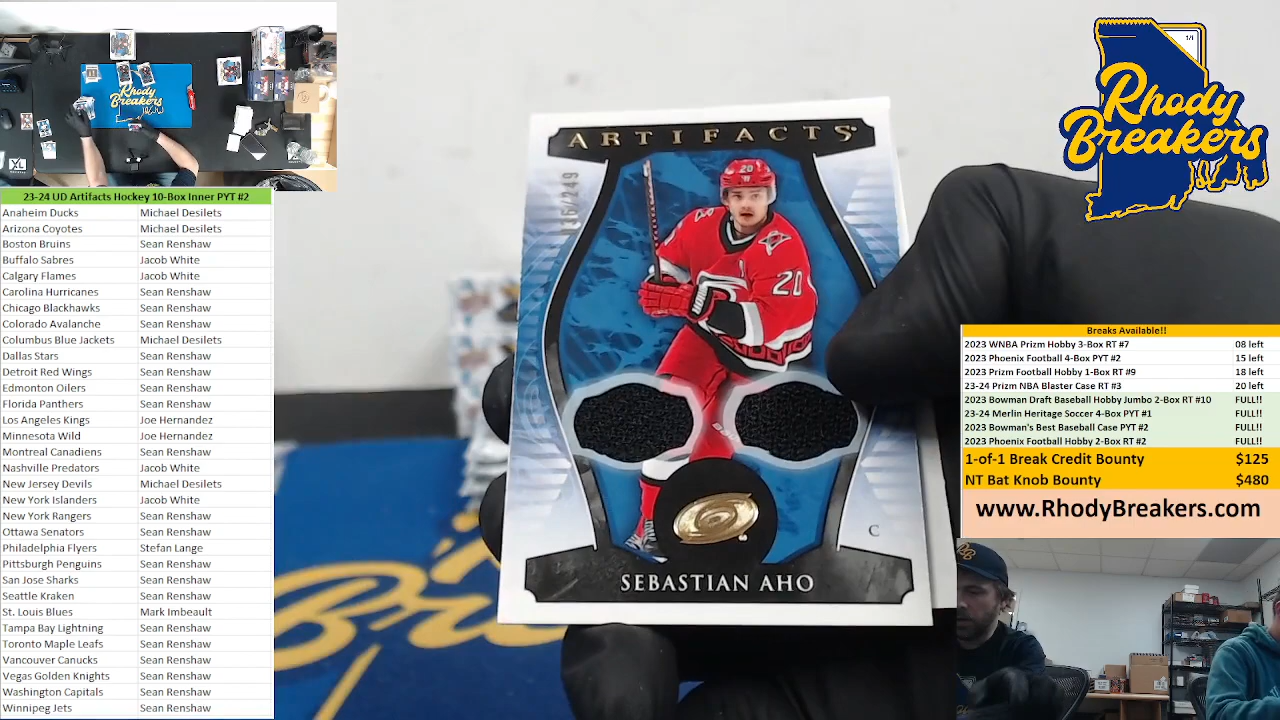 23-24 UD Artifacts Hockey 10-Box Inner PYT #2
Anaheim Ducks Michael Desilets
Arizona Coyotes Michael Desilets
Boston Bruins Sean Renshaw
Buffalo Sabres Jacob White
Calgary Flames Jacob White
Carolina Hurricanes Sean Renshaw
Chicago Blackhawks Sean Renshaw
Colorado Avalanche Sean Renshaw
Columbus Blue Jackets Michael Desilets
Dallas Stars Sean Renshaw
Detroit Red Wings Sean Renshaw
Edmonton Oilers Sean Renshaw
Florida Panthers Sean Renshaw
Los Angeles Kings Joe Hernandez
Minnesota Wild Joe Hernandez
Montreal Canadiens Sean Renshaw
Nashville Predators Jacob White
New Jersey Devils Michael Desilets
New York Islanders Jacob White
New York Rangers Sean Renshaw
Ottawa Senators Sean Renshaw
Philadelphia Flyers Stefan Lange
Pittsburgh Penguins Sean Renshaw
San Jose Sharks Sean Renshaw
Seattle Kraken Sean Renshaw
St. Louis Blues Mark Imbeault
Tampa Bay Lightning Sean Renshaw
Toronto Maple Leafs Sean Renshaw
Vancouver Canucks Sean Renshaw
Vegas Golden Knights Sean Renshaw
Washington Capitals Sean Renshaw
Winnipeg Jets Sean Renshaw
Rhody
Breakers
ARTIFACTS
20
20
C
SEBASTIAN AHO
1/1
Rhody
Breakers
Breaks Available!!
2023 WNBA Prizm Hobby 3-Box RT #7 08 left
2023 Phoenix Football 4-Box PYT #2 15 left
2023 Prizm Football Hobby 1-Box RT #9 18 left
23-24 Prizm NBA Blaster Case RT #3 20 left
2023 Bowman Draft Baseball Hobby Jumbo 2-Box RT #10 FULL!!
23-24 Merlin Heritage Soccer 4-Box PYT #1 FULL!!
2023 Bowman's Best Baseball Case PYT #2 FULL!!
2023 Phoenix Football Hobby 2-Box RT #2 FULL!!
1-of-1 Break Credit Bounty $125
NT Bat Knob Bounty $480
www.RhodyBreakers.com